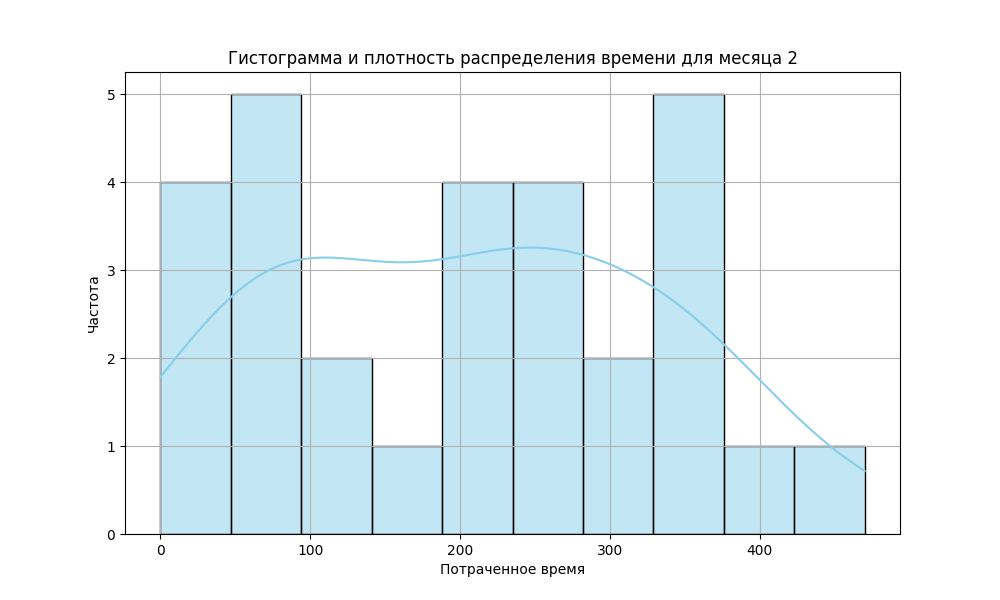 Гистограмма и плотность распределения времени для месяца 2
Частота
5
4
3
2
1
0
0 100 200 300 400
Потраченное время